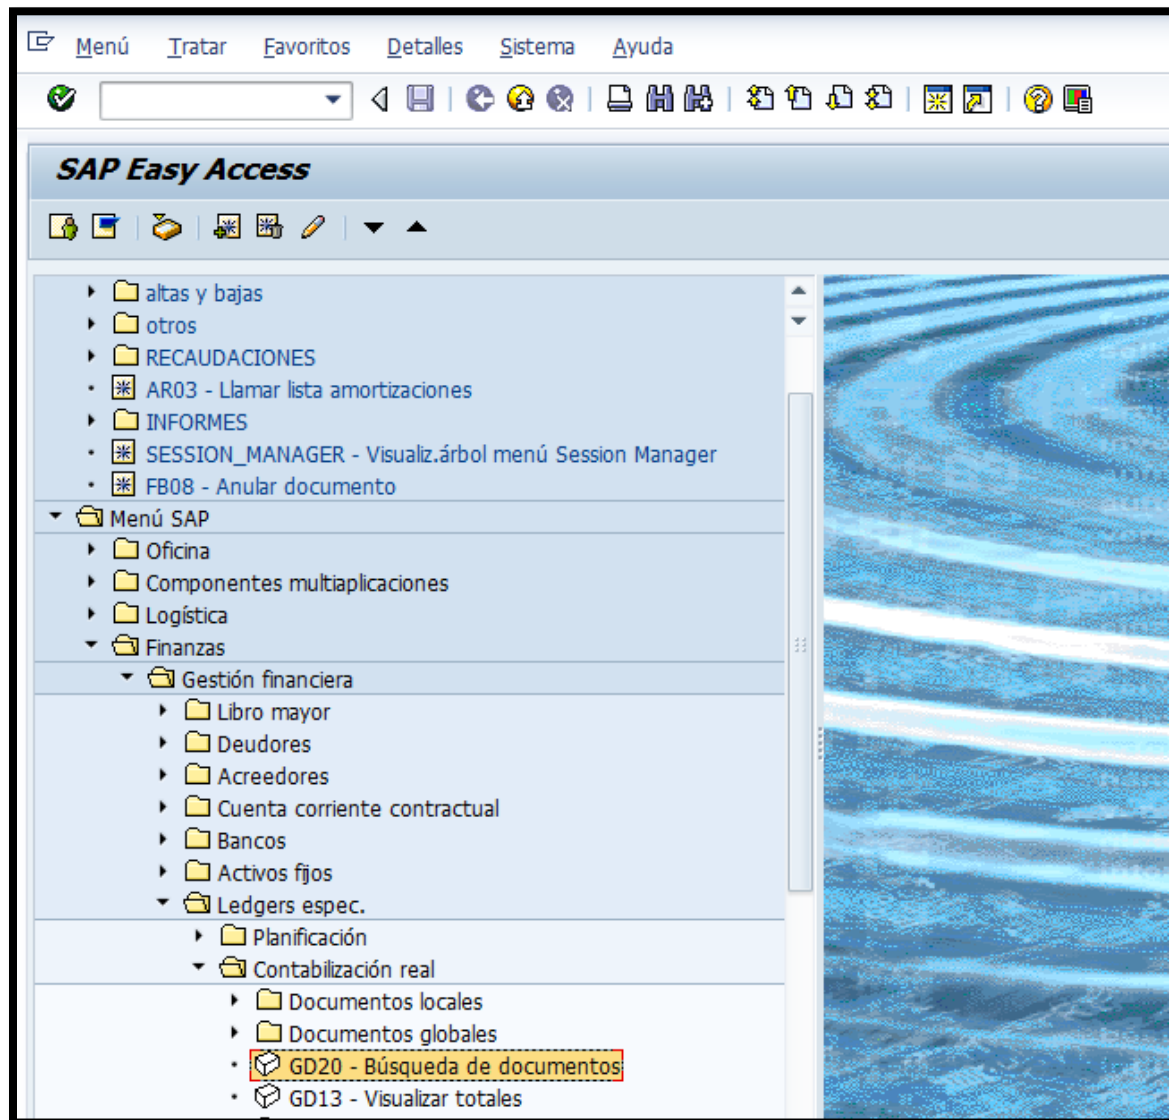 Menú Tratar Favoritos Detalles Sistema Ayuda
SAP Easy Access
altas y bajas
otros
RECAUDACIONES
AR03 - Llamar lista amortizaciones
INFORMES
SESSION_MANAGER - Visualiz.árbol menú Session Manager
FB08 - Anular documento
Menú SAP
Oficina
Componentes multiaplicaciones
Logística
Finanzas
Gestión financiera
Libro mayor
Deudores
Acreedores
Cuenta corriente contractual
Bancos
Activos fijos
Ledgers espec.
Planificación
Contabilización real
Documentos locales
Documentos globales
GD20 - Búsqueda de documentos
GD13 - Visualizar totales